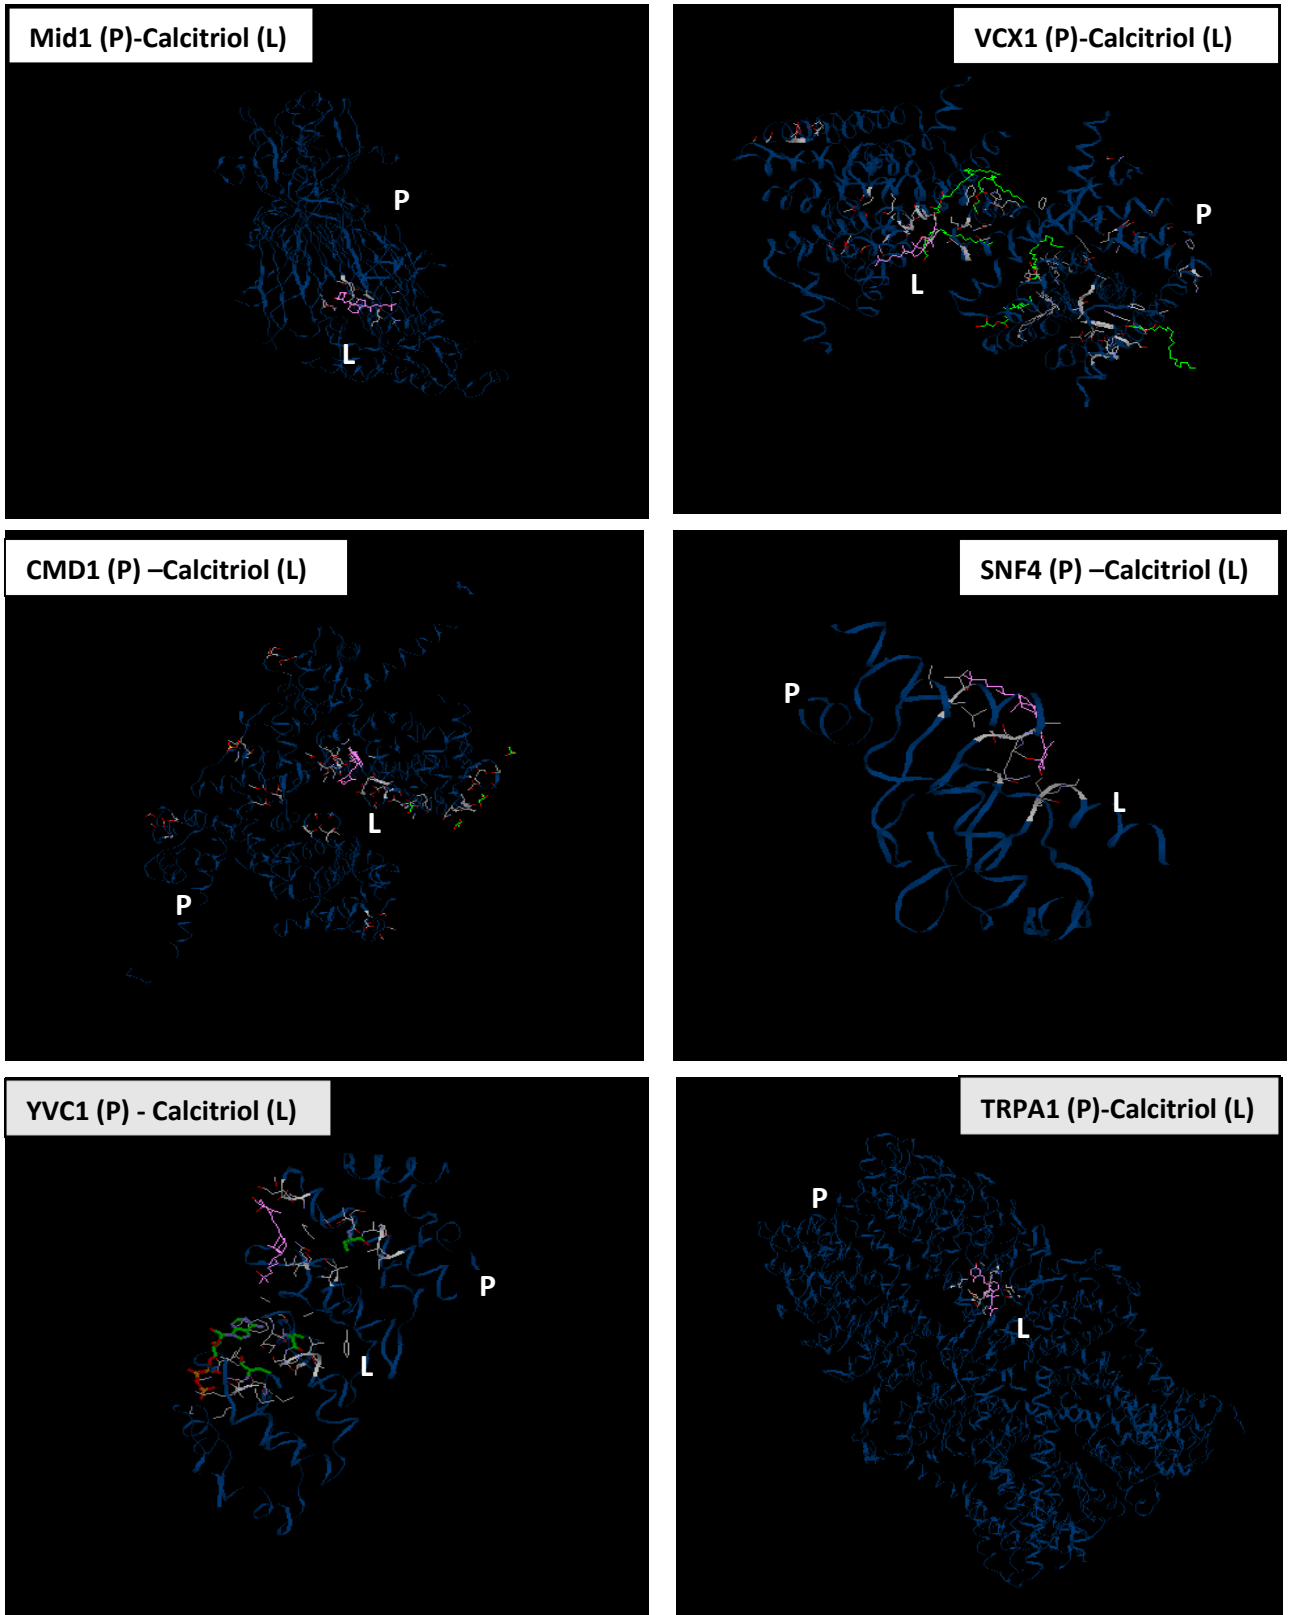 Mid1 (P)-Calcitriol (L)
VCX1 (P)-Calcitriol (L)
P
L
P
L
CMD1 (P) –Calcitriol (L)
SNF4 (P) –Calcitriol (L)
L
P
P
L
YVC1 (P) - Calcitriol (L)
TRPA1 (P)-Calcitriol (L)
P
L
P
L